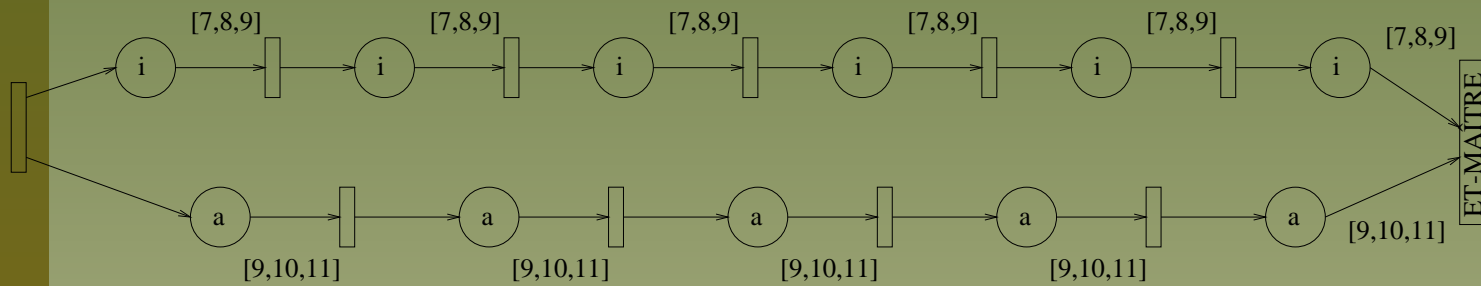 [7,8,9] [7,8,9] [7,8,9] [7,8,9] [7,8,9] [7,8,9]
i i i i i i
ET-MAITRE
a a a a a
[9,10,11] [9,10,11] [9,10,11] [9,10,11] [9,10,11]